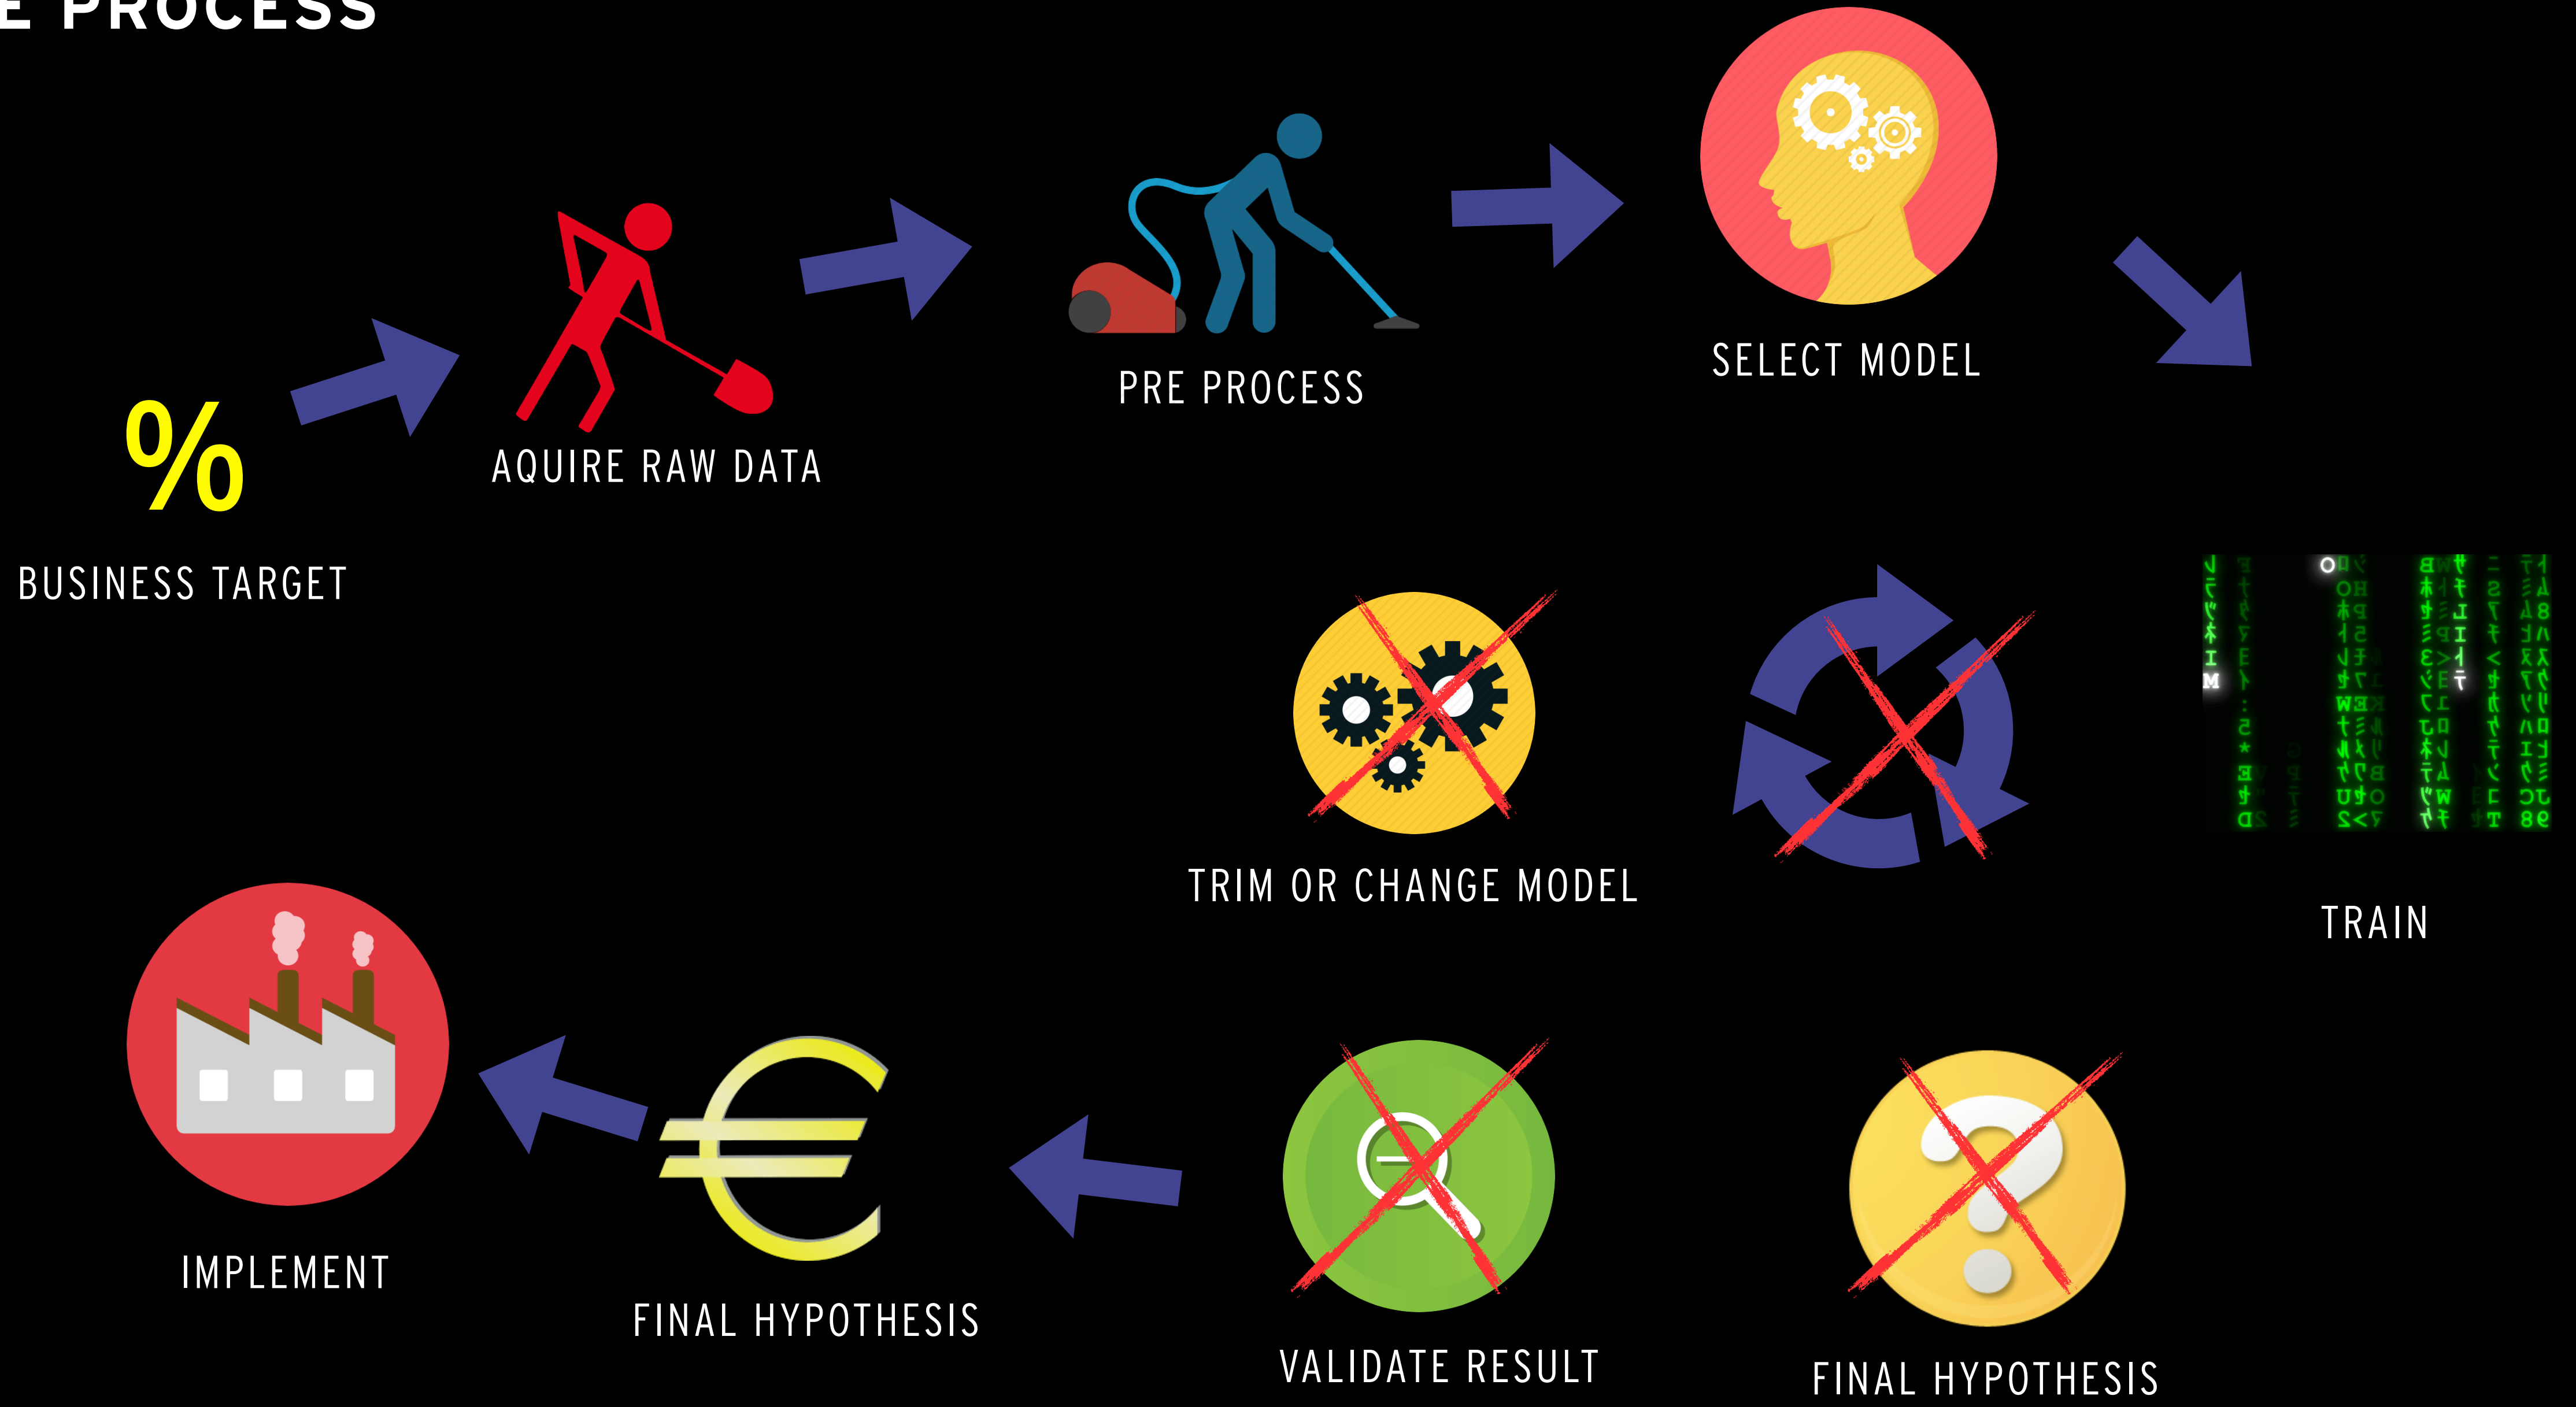 E PROCESS
%
BUSINESS TARGET
AQUIRE RAW DATA
PRE PROCESS
SELECT MODEL
TRAIN
TRIM OR CHANGE MODEL
FINAL HYPOTHESIS
?
VALIDATE RESULT
€
FINAL HYPOTHESIS
IMPLEMENT